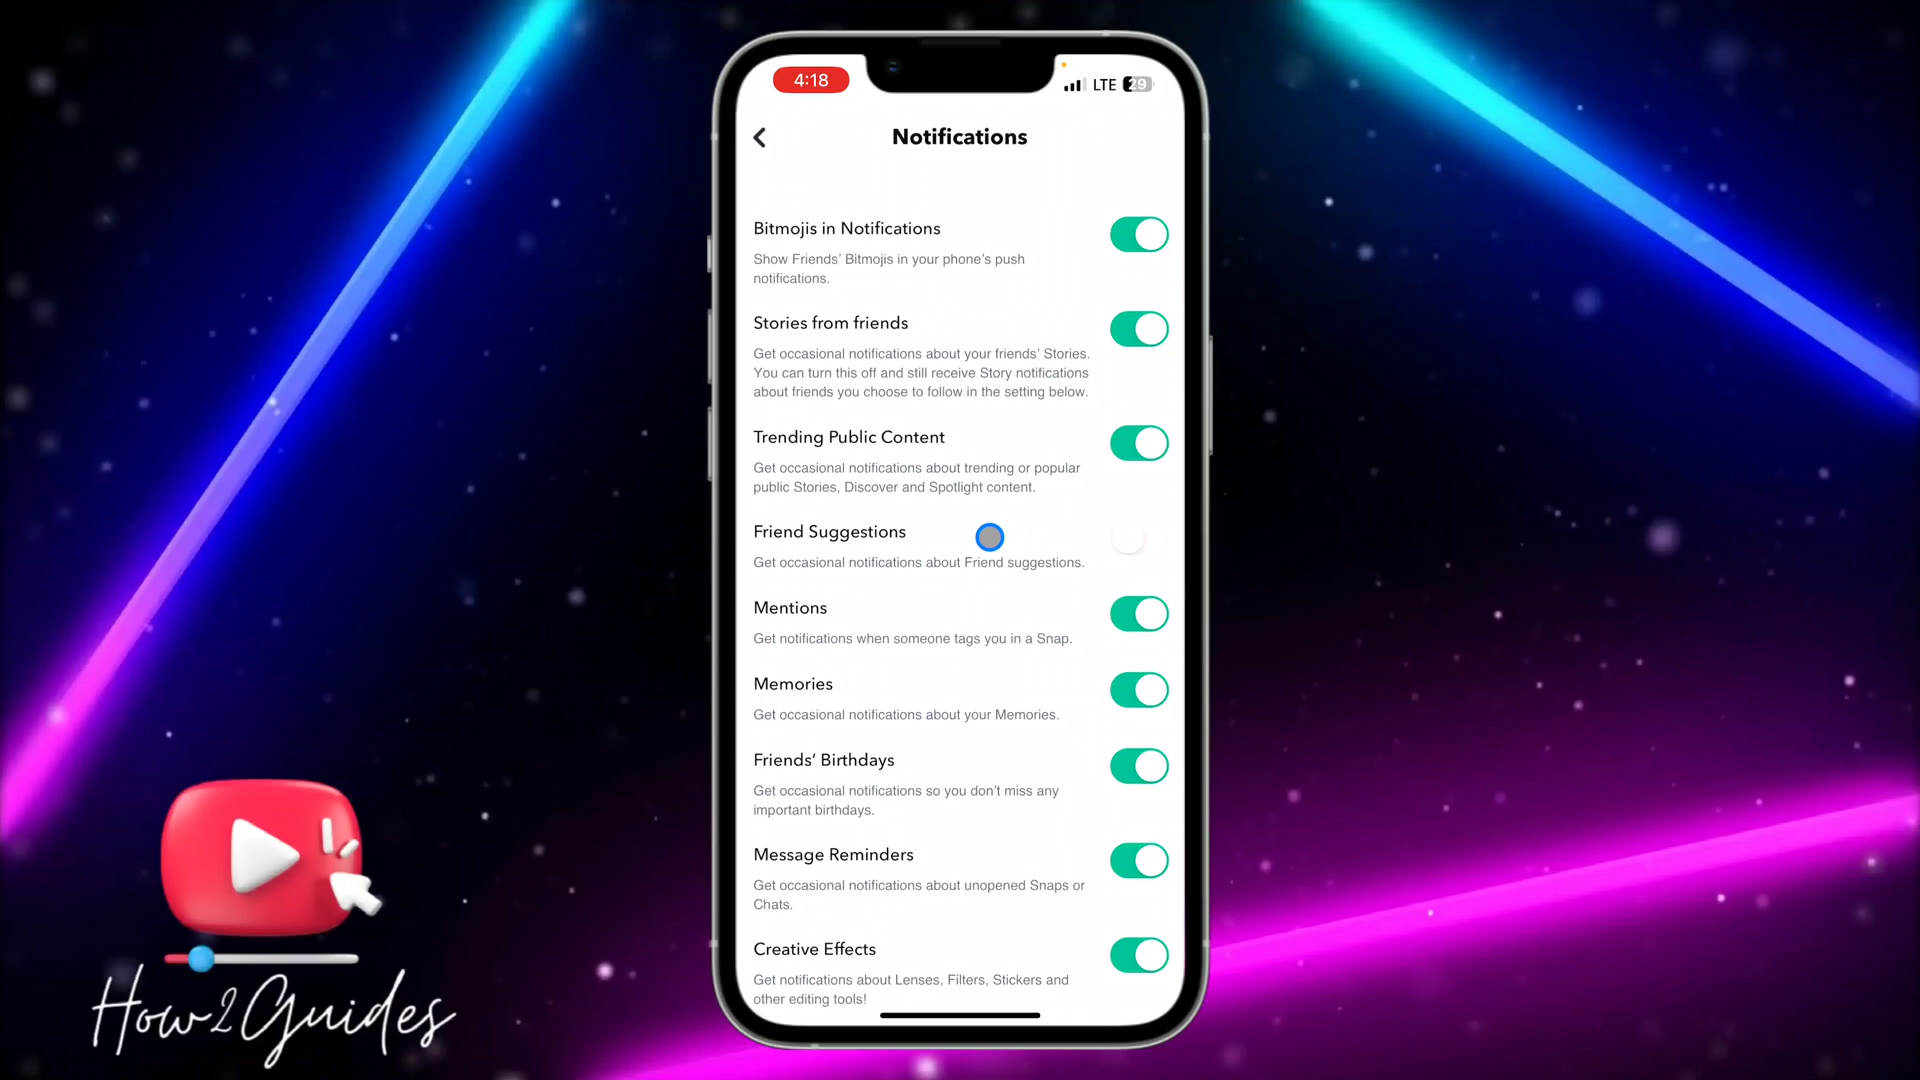 4:18
LTE 29
Notifications
Bitmojis in Notifications
Show Friends’ Bitmojis in your phone’s push
notifications.
Stories from friends
Get occasional notifications about your friends’ Stories.
You can turn this off and still receive Story notifications
about friends you choose to follow in the setting below.
Trending Public Content
Get occasional notifications about trending or popular
public Stories, Discover and Spotlight content.
Friend Suggestions
Get occasional notifications about Friend suggestions.
Mentions
Get notifications when someone tags you in a Snap.
Memories
Get occasional notifications about your Memories.
Friends’ Birthdays
Get occasional notifications so you don’t miss any
important birthdays.
Message Reminders
Get occasional notifications about unopened Snaps or
Chats.
Creative Effects
Get notifications about Lenses, Filters, Stickers and
other editing tools!
How2Guides